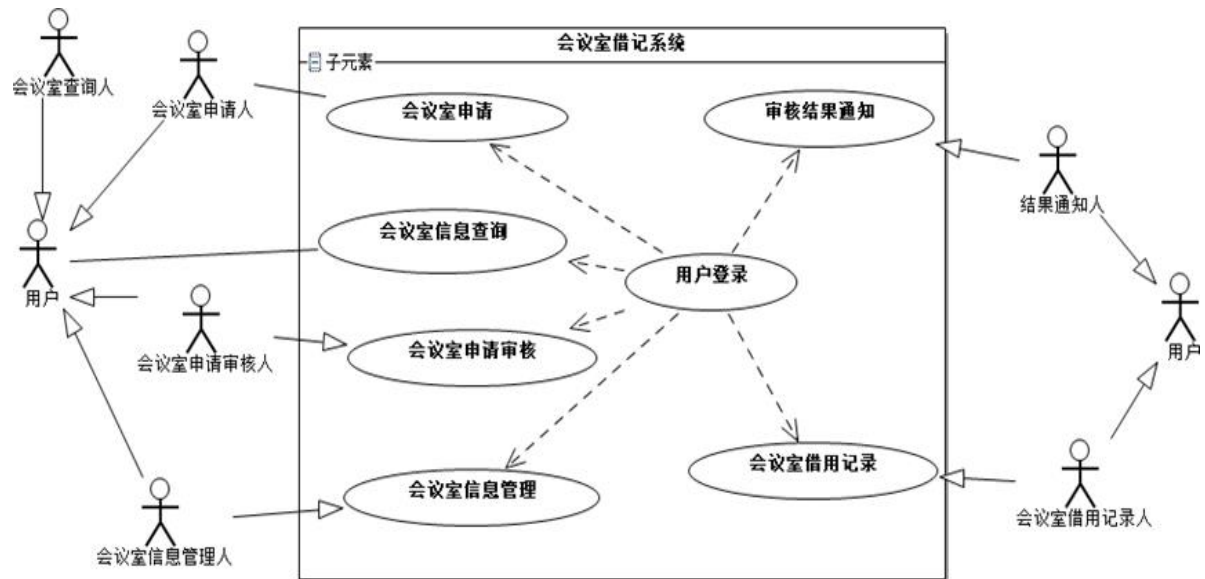 会议室借记系统
子元素
会议室查询人
会议室申请人
会议室申请
审核结果通知
结果通知人
会议室信息查询
用户登录
用户
会议室申请审核人
会议室申请审核
用户
会议室信息管理
会议室借用记录
会议室信息管理人
会议室借用记录人